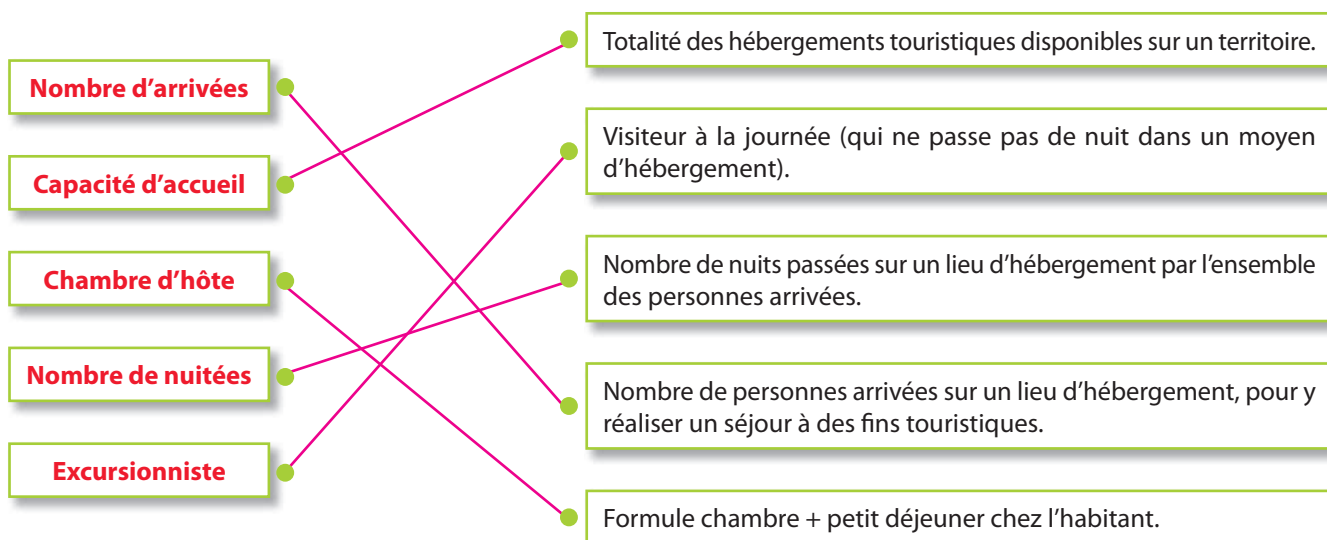 Nombre d’arrivées
Capacité d’accueil
Chambre d’hôte
Nombre de nuitées
Excursionniste
Totalité des hébergements touristiques disponibles sur un territoire.
Visiteur à la journée (qui ne passe pas de nuit dans un moyen
d’hébergement).
Nombre de nuits passées sur un lieu d’hébergement par l’ensemble
des personnes arrivées.
Nombre de personnes arrivées sur un lieu d’hébergement, pour y
réaliser un séjour à des fins touristiques.
Formule chambre + petit déjeuner chez l’habitant.